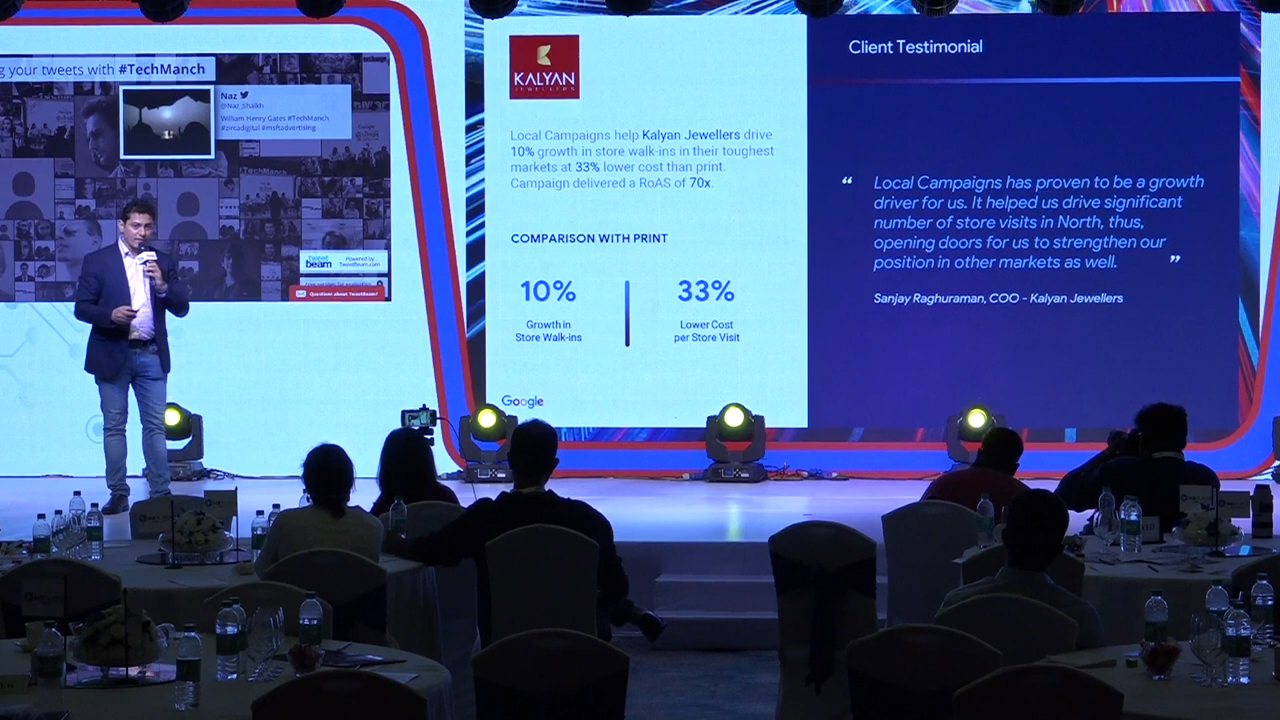 g your tweets with #TechManch
exchange
Naz
@Naz_Shaikh
William Henry Gates #TechManch
#zircadigital #msftadvertising
#TechManch
tweet
beam
Powered by
TweetBeam.com
Questions about TweetBeam?
KALYAN
JEWELLERS
Local Campaigns help Kalyan Jewellers drive
10% growth in store walk-ins in their toughest
markets at 33% lower cost than print.
Campaign delivered a RoAS of 70x.
COMPARISON WITH PRINT
10%
33%
Growth in
Store Walk-ins
Lower Cost
per Store Visit
Google
Client Testimonial
“ Local Campaigns has proven to be a growth
driver for us. It helped us drive significant
number of store visits in North, thus,
opening doors for us to strengthen our
position in other markets as well. ”
Sanjay Raghuraman, COO - Kalyan Jewellers